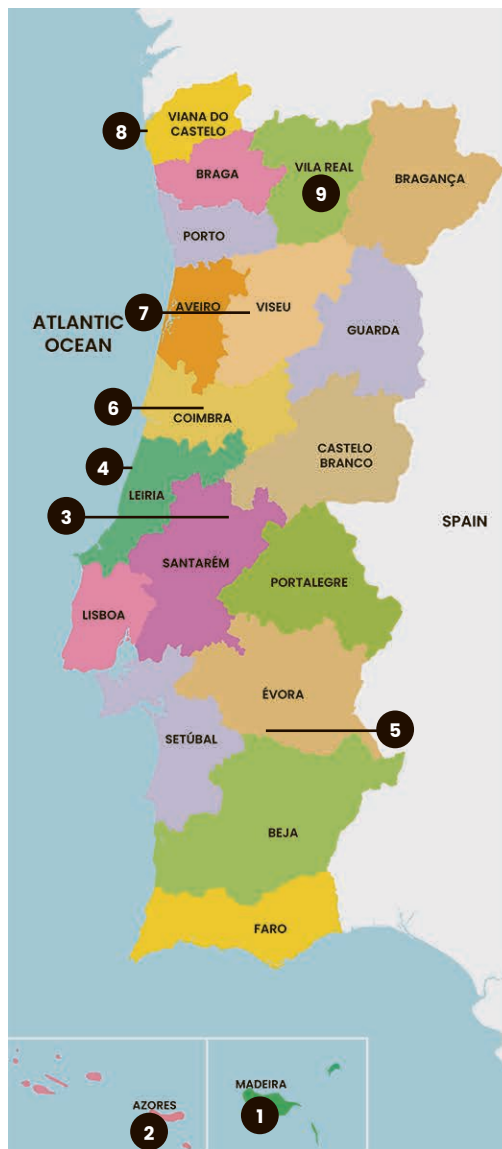 VIANA DO
CASTELO
8
BRAGA
VILA REAL
9
BRAGANÇA
PORTO
AVEIRO
7
VISEU
ATLANTIC
OCEAN
GUARDA
6
COIMBRA
4
CASTELO
BRANCO
LEIRIA
3
SPAIN
SANTARÉM
PORTALEGRE
LISBOA
ÉVORA
5
SETÚBAL
BEJA
FARO
MADEIRA
1
AZORES
2